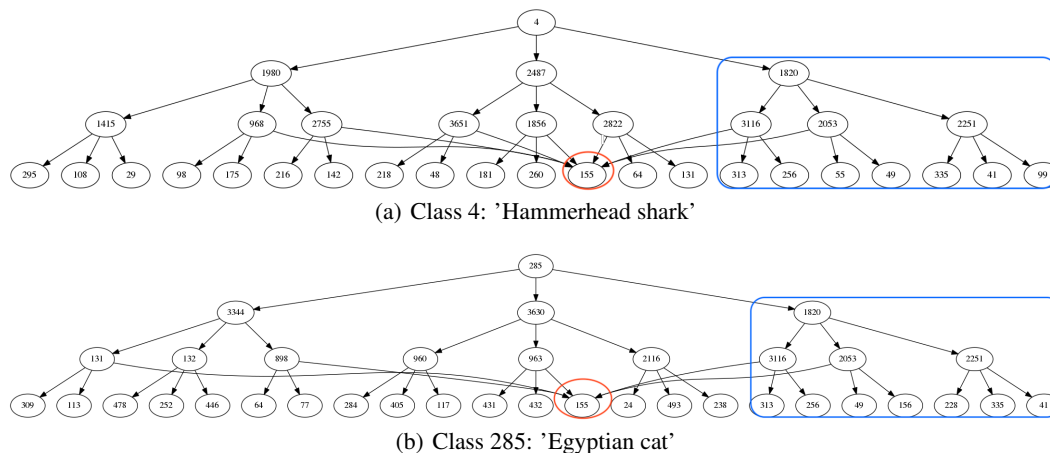 4
1980 2487 1820
1415 968 2755 3651 1856 2822 3116 2053 2251
295 108 29 98 175 216 142 218 48 181 260 155 64 131 313 256 55 49 335 41 99
(a) Class 4: ’Hammerhead shark’
285
3344 3630 1820
131 132 898 960 963 2116 3116 2053 2251
309 113 478 252 446 64 77 284 405 117 431 432 155 24 493 238 313 256 49 156 228 335 41
(b) Class 285: ’Egyptian cat’